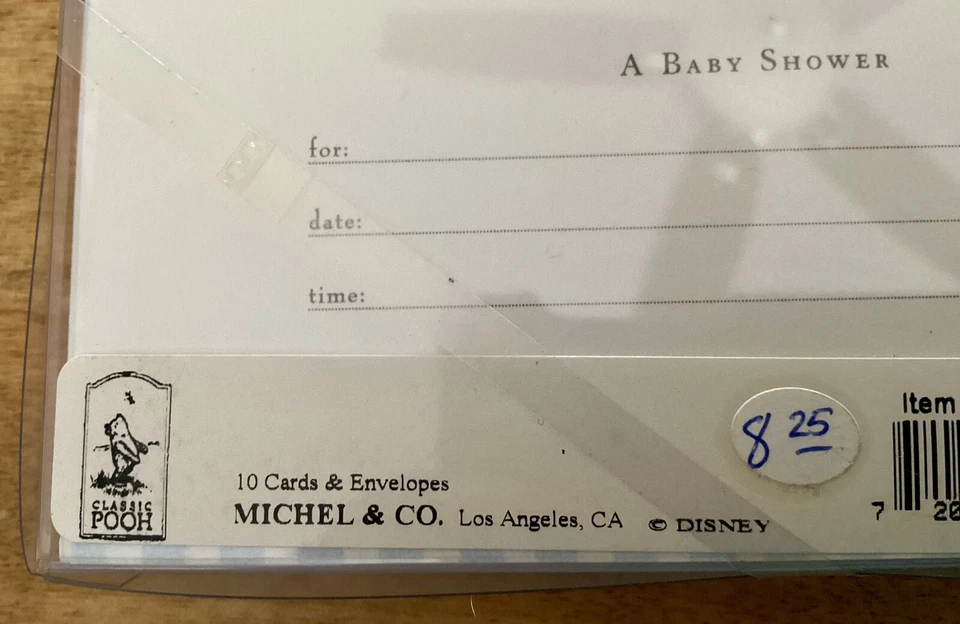 A BABY SHOWER
for:
date:
time:
CLASSIC
POOH
10 Cards & Envelopes
MICHEL & CO. Los Angeles, CA © DISNEY
8 25
Item
7 20